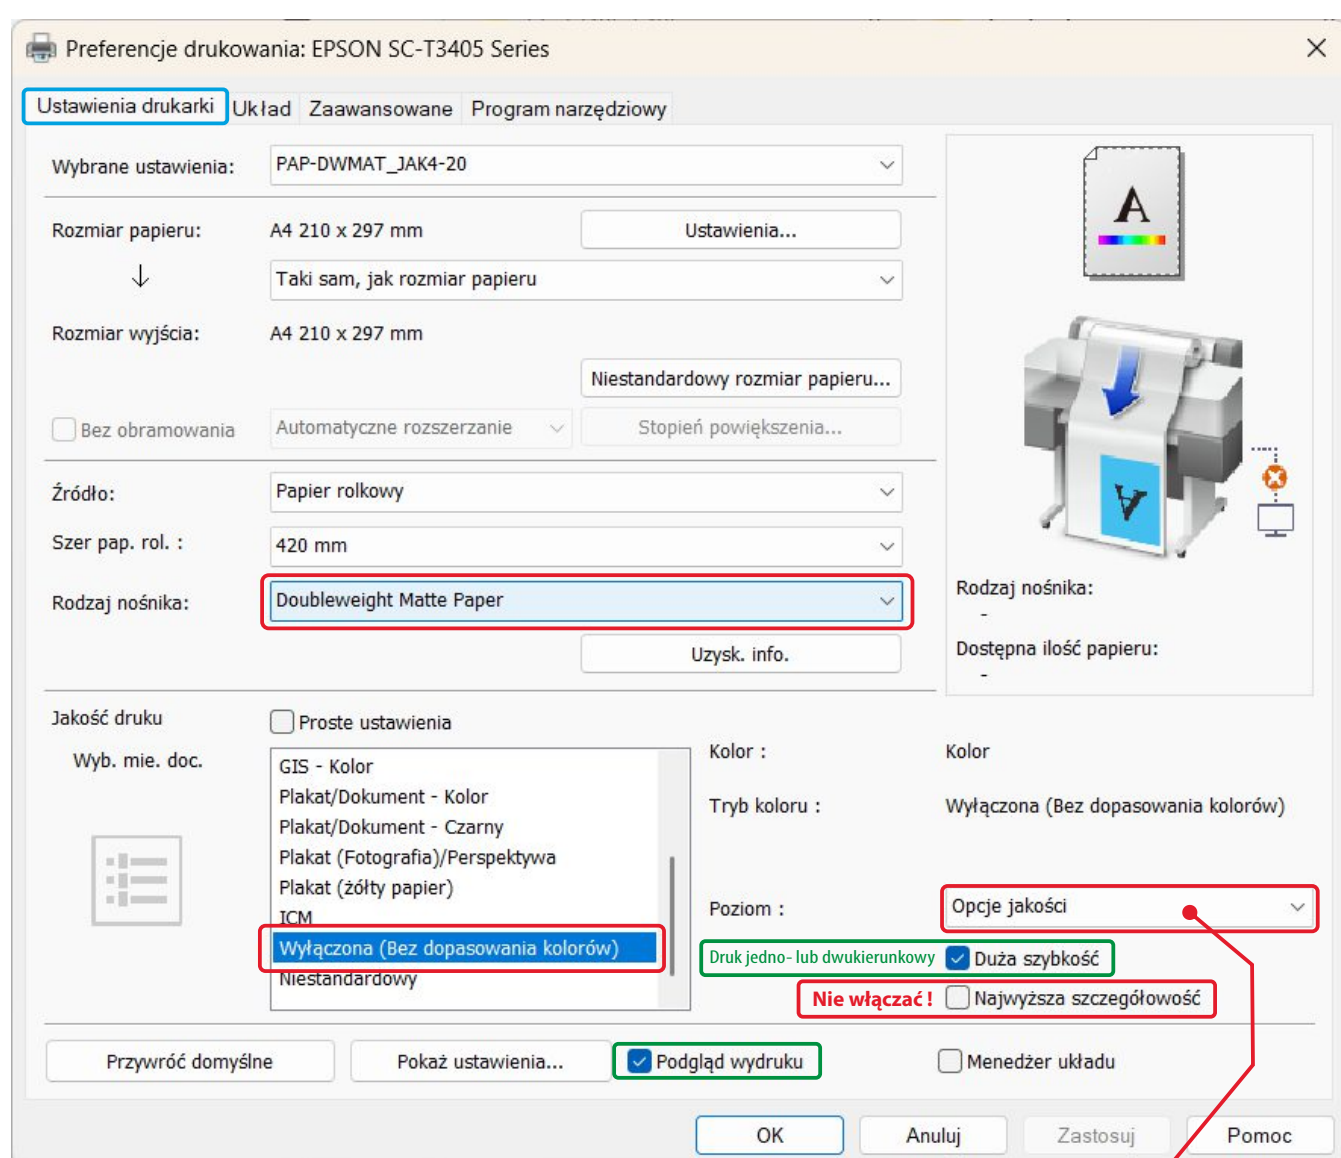 Preferencje drukowania: EPSON SC-T3405 Series
Ustawienia drukarki Układ Zaawansowane Program narzędziowy
Wybrane ustawienia: PAP-DWMAT_JAK4-20
Rozmiar papieru: A4 210 x 297 mm Ustawienia...
Taki sam, jak rozmiar papieru
Rozmiar wyjścia: A4 210 x 297 mm
Niestandardowy rozmiar papieru...
Bez obramowania Automatyczne rozszerzanie Stopień powiększenia...
Źródło: Papier rolkowy
Szer pap. rol. : 420 mm
Rodzaj nośnika: Doubleweight Matte Paper
Uzysk. info.
A
A
Rodzaj nośnika:
-
Dostępna ilość papieru:
-
Jakość druku Proste ustawienia
Wyb. mie. doc.
GIS - Kolor
Plakat/Dokument - Kolor
Plakat/Dokument - Czarny
Plakat (Fotografia)/Perspektywa
Plakat (żółty papier)
ICM
Wyłączona (Bez dopasowania kolorów)
Niestandardowy
Kolor : Kolor
Tryb koloru : Wyłączona (Bez dopasowania kolorów)
Poziom : Opcje jakości
Druk jedno- lub dwukierunkowy Duża szybkość
Nie włączać ! Najwyższa szczegółowość
Przywróć domyślne Pokaż ustawienia... Podgląd wydruku Menedżer układu
OK Anuluj Zastosuj Pomoc